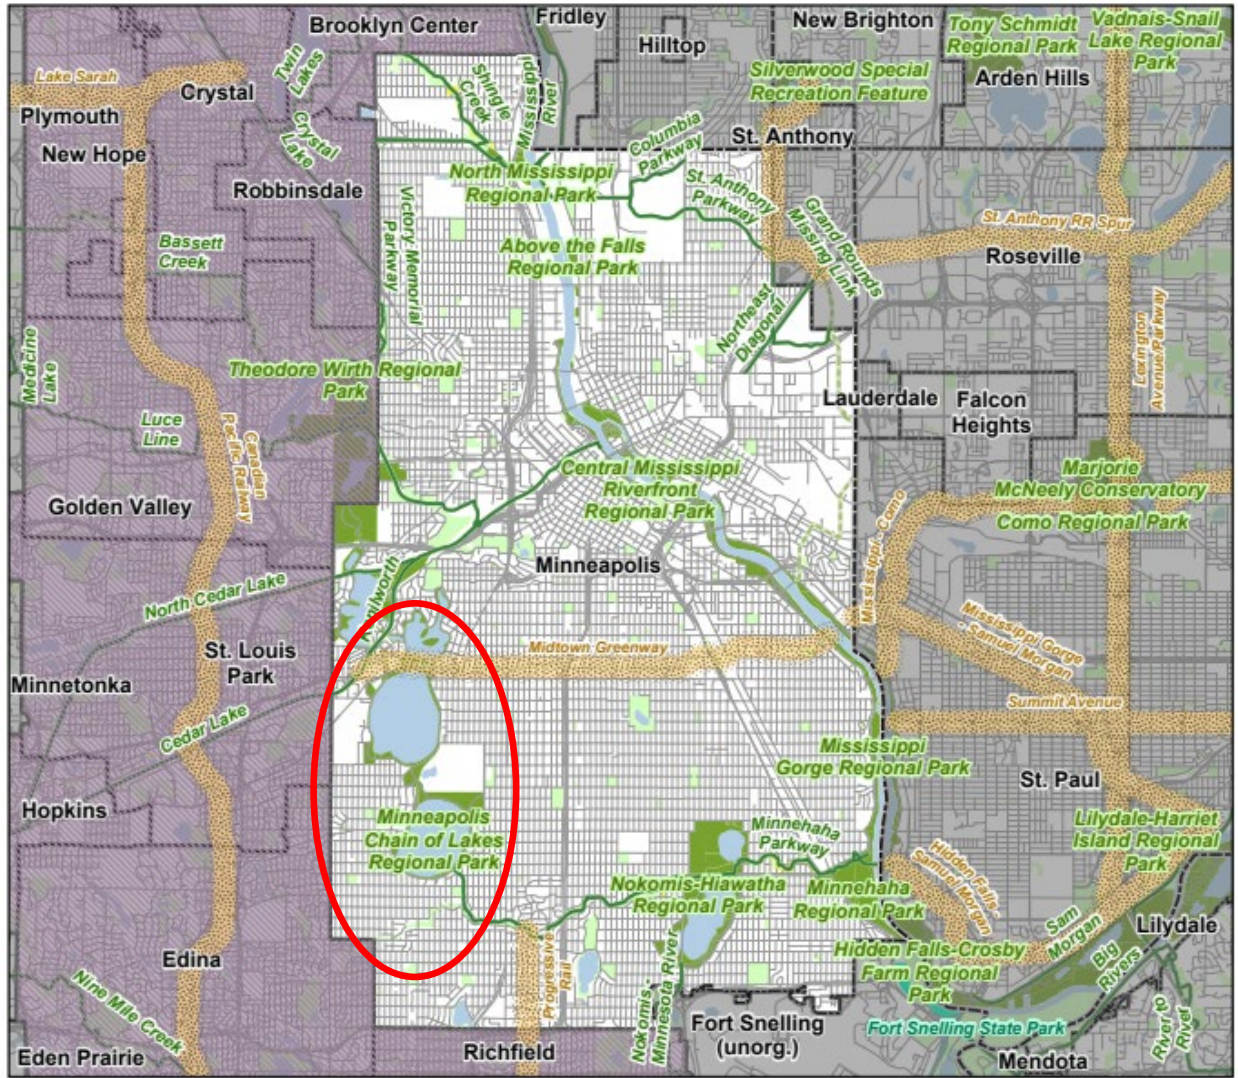 Brooklyn Center
Fridley
New Brighton
Tony Schmidt
Regional Park
Vadnais-Snail
Lake Regional
Park
Hilltop
Lake Sarah
Twin
Lakes
Shingle
Creek
Mississippi
River
Silverwood Special
Recreation Feature
Arden Hills
Crystal
Plymouth
New Hope
Crystal
Lake
Columbia
Parkway
St. Anthony
Robbinsdale
North Mississippi
Regional Park
St. Anthony
Parkway
Victory Memorial
Parkway
Grand Rounds
Missing Link
St. Anthony RR Spur
Bassett
Creek
Above the Falls
Regional Park
Roseville
Northeast
Diagonal
Medicine
Lake
Theodore Wirth Regional
Park
Lexington
Avenue/Parkway
Lauderdale
Falcon
Heights
Luce
Line
Canadian
Pacific Railway
Central Mississippi
Riverfront
Regional Park
Marjorie
McNeely Conservatory
Como Regional Park
Golden Valley
Mississippi-Como
Minneapolis
North Cedar Lake
Kenilworth
Mississippi Gorge
- Samuel Morgan
St. Louis
Park
Midtown Greenway
Minnetonka
Summit Avenue
Cedar Lake
Mississippi
Gorge Regional Park
St. Paul
Hopkins
Minneapolis
Chain of Lakes
Regional Park
Minnehaha
Parkway
Lilydale-Harriet
Island Regional
Park
Hidden Falls-
Samuel Morgan
Nokomis-Hiawatha
Regional Park
Minnehaha
Regional Park
Sam
Morgan
Lilydale
Edina
Hidden Falls-Crosby
Farm Regional
Park
Big
Rivers
Progressive
Rail
Nokomis-
Minnesota River
Nine Mile Creek
Fort Snelling
(unorg.)
Fort Snelling State Park
River to
River
Eden Prairie
Richfield
Mendota